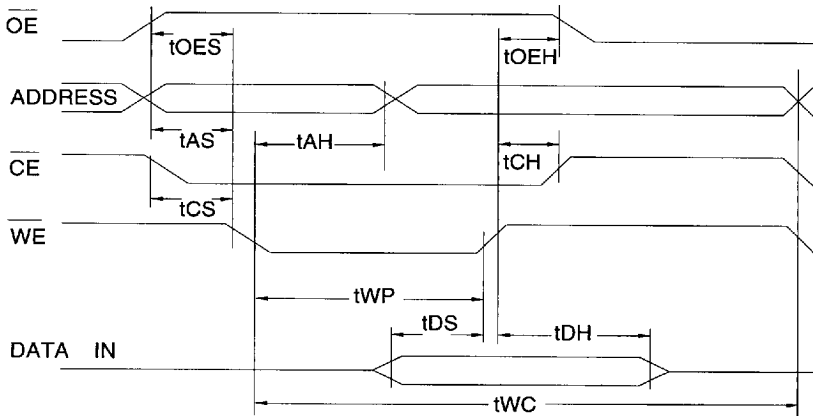 OE
tOES
tOEH
ADDRESS
tAS
tAH
tCH
CE
tCS
WE
tWP
tDS
tDH
DATA IN
tWC